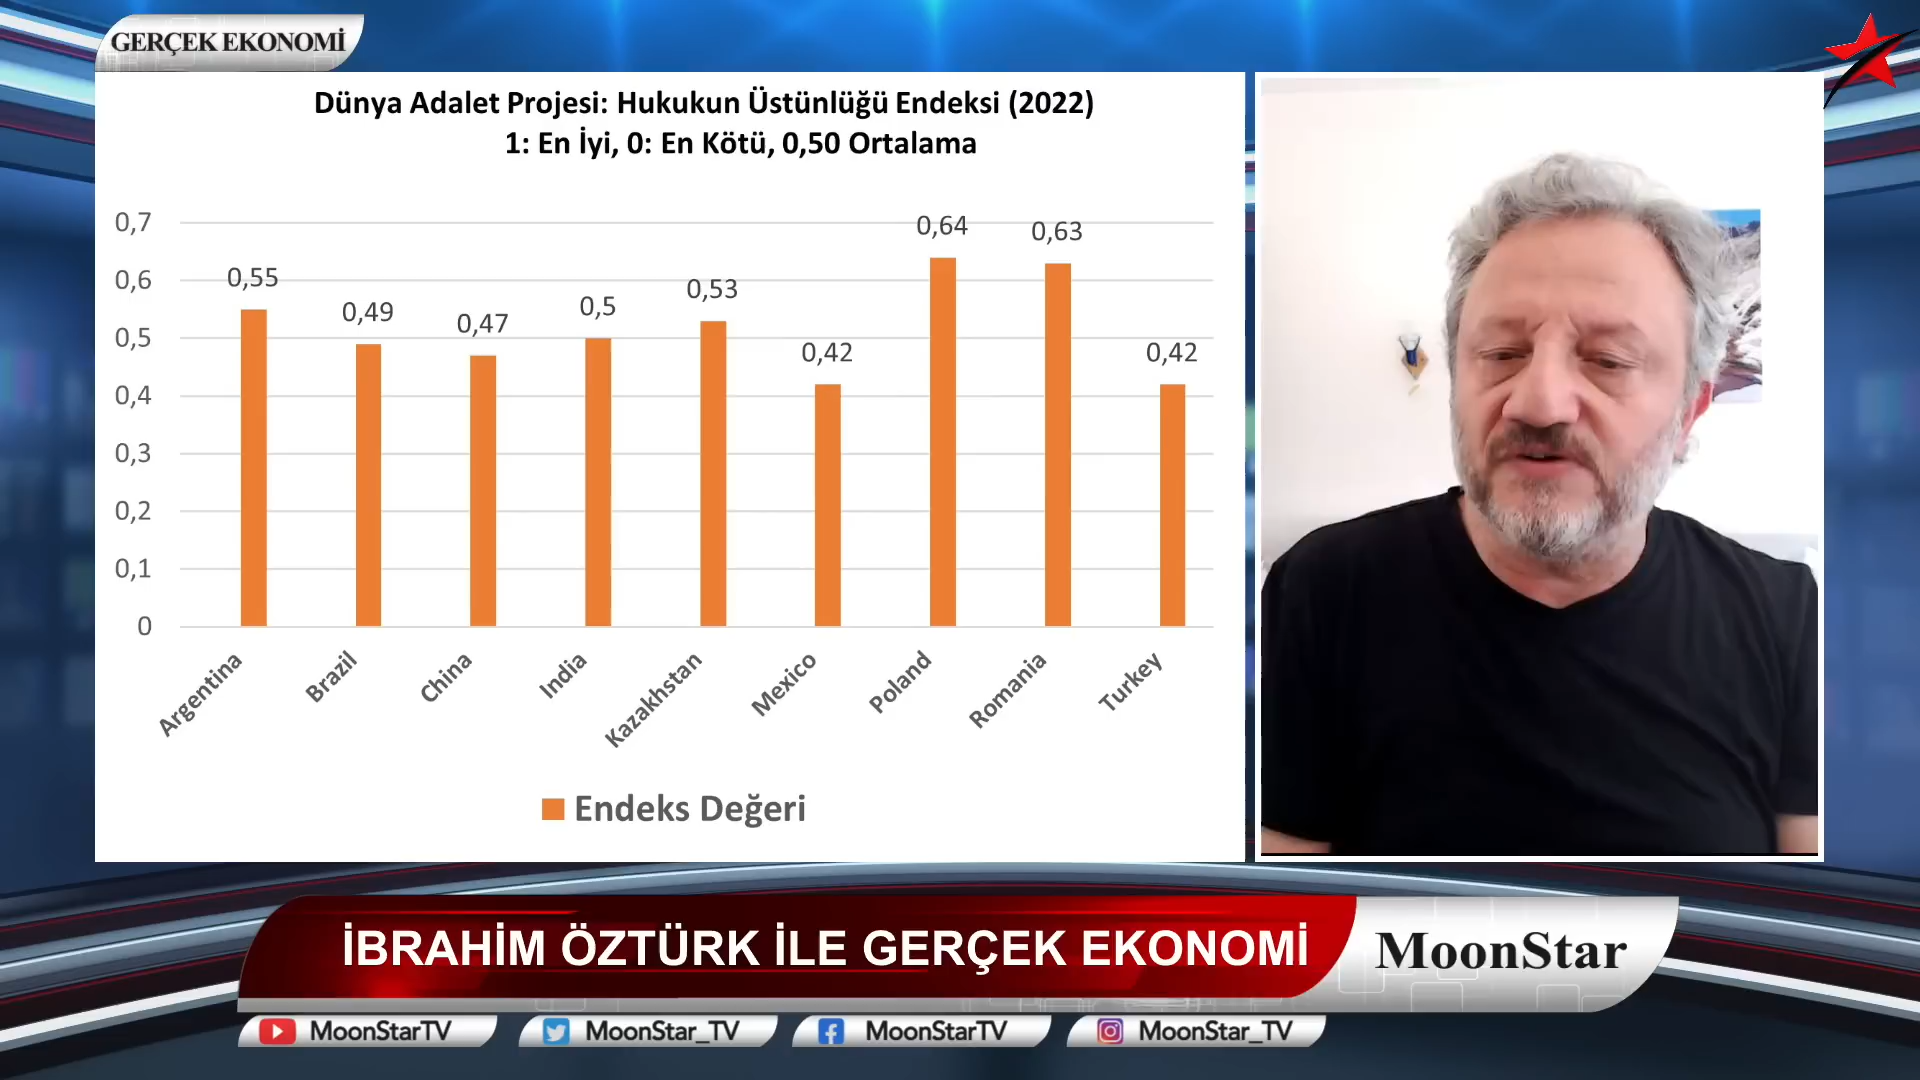 GERÇEK EKONOMİ
Dünya Adalet Projesi: Hukukun Üstünlüğü Endeksi (2022)
1: En İyi, 0: En Kötü, 0,50 Ortalama
0,7
0,6
0,5
0,4
0,3
0,2
0,1
0
0,55
0,49
0,47
0,5
0,53
0,42
0,64
0,63
0,42
Argentina
Brazil
China
India
Kazakhstan
Mexico
Poland
Romania
Turkey
Endeks Değeri
İBRAHİM ÖZTÜRK İLE GERÇEK EKONOMİ
MoonStar
MoonStarTV
MoonStar_TV
MoonStarTV
MoonStar_TV